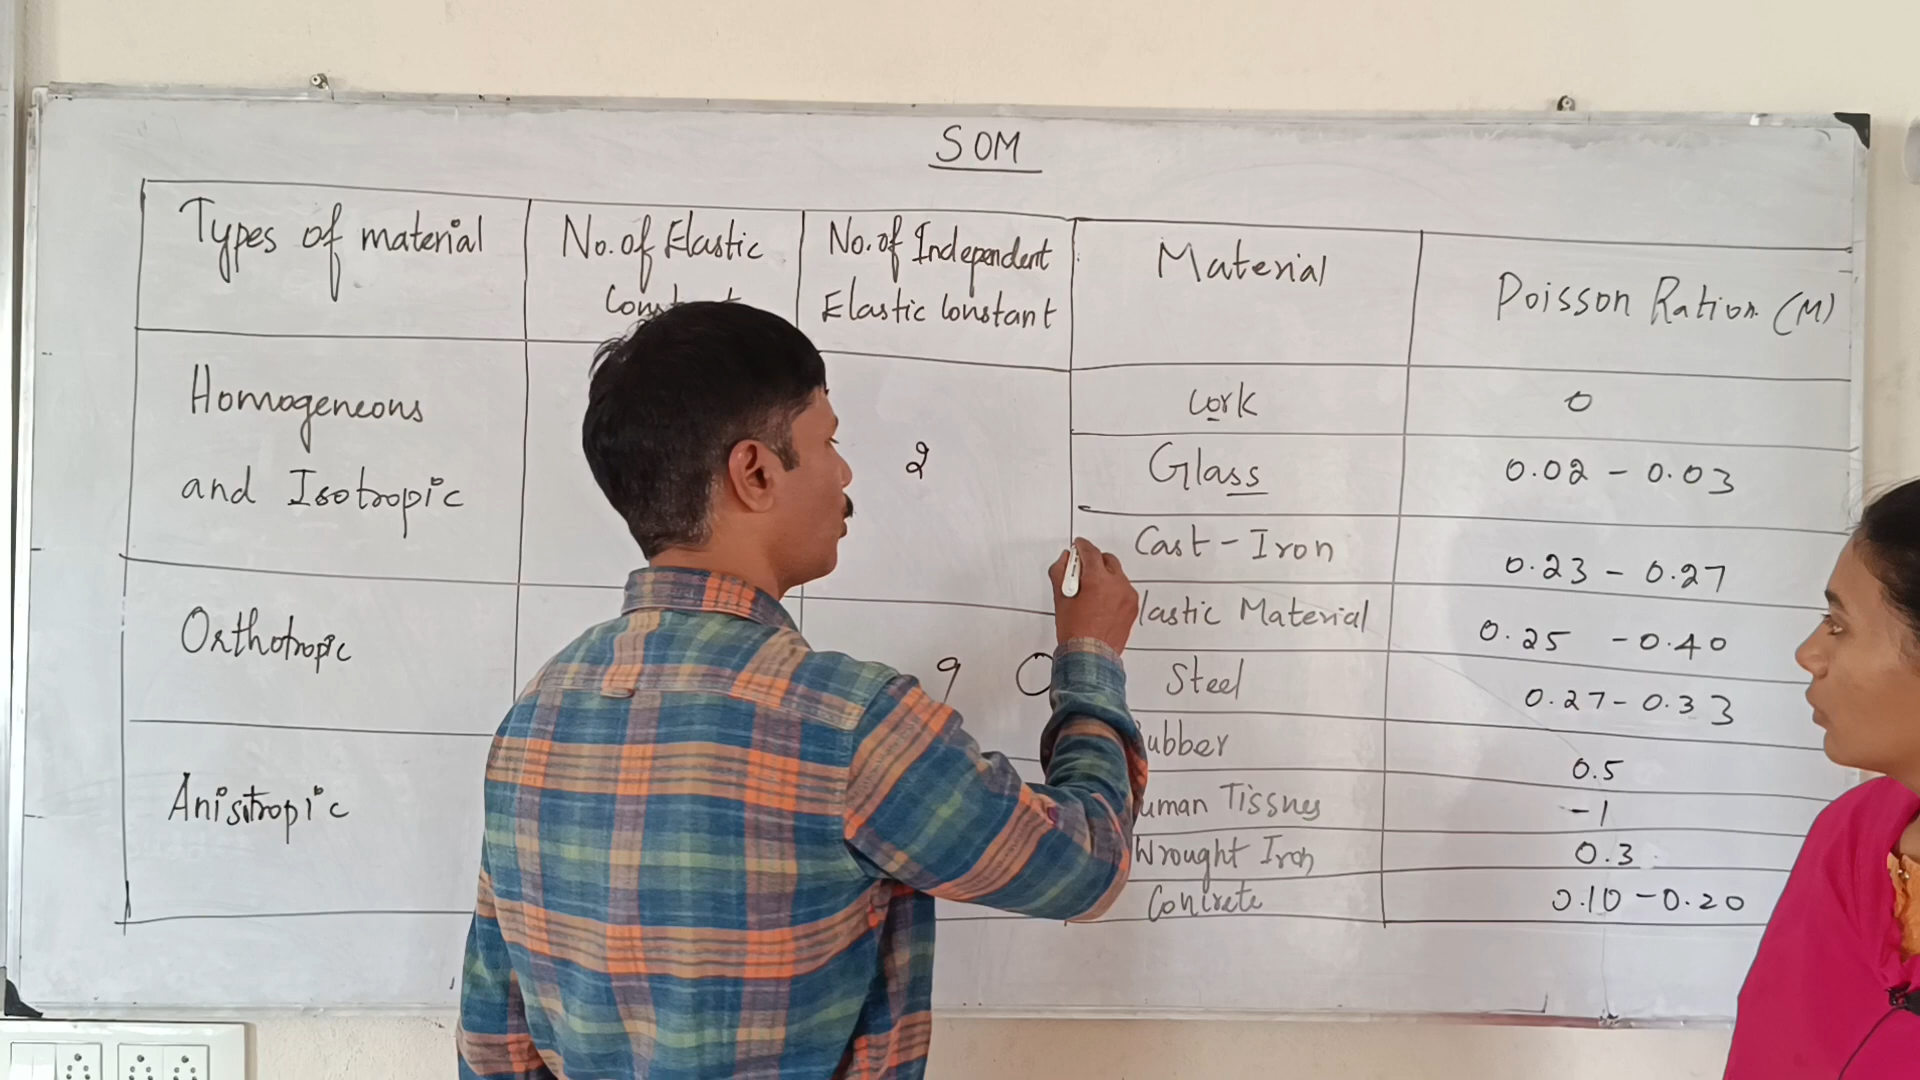 SOM
Types of material
No. of Elastic
No. of Independent
Elastic Constant
Material
Poisson Ration (M)
Homogeneous
and Isotropic
2
Cork
0
Glass
0.02 - 0.03
Cast-Iron
0.23 - 0.27
lastic Material
0.25 - 0.40
Orthotropic
9
Steel
0.27 - 0.33
ubber
0.5
Anisitropic
uman Tissues
-1
Wrought Iron
0.3
Concrete
0.10 - 0.20